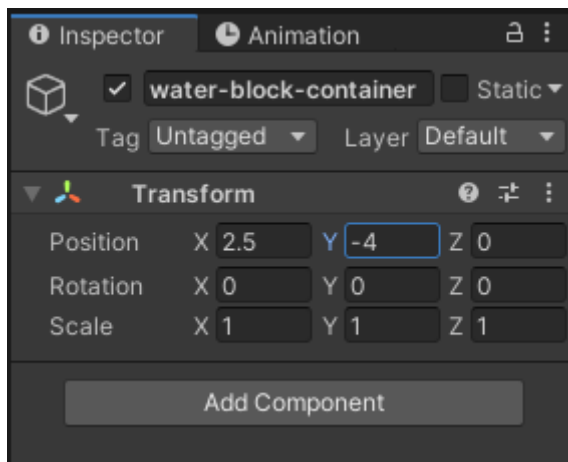 Inspector Animation
water-block-container Static
Tag Untagged Layer Default
Transform
Position X 2.5 Y -4 Z 0
Rotation X 0 Y 0 Z 0
Scale X 1 Y 1 Z 1
Add Component